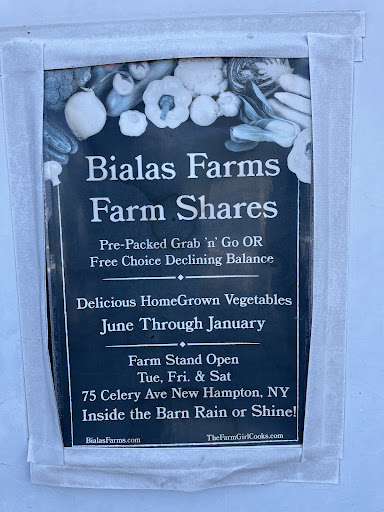 Bialas Farms
Farm Shares
Pre-Packed Grab 'n' Go OR
Free Choice Declining Balance
Delicious HomeGrown Vegetables
June Through January
Farm Stand Open
Tue, Fri. & Sat
75 Celery Ave New Hampton, NY
Inside the Barn Rain or Shine!
BialasFarms.com
TheFarmGirlCooks.com